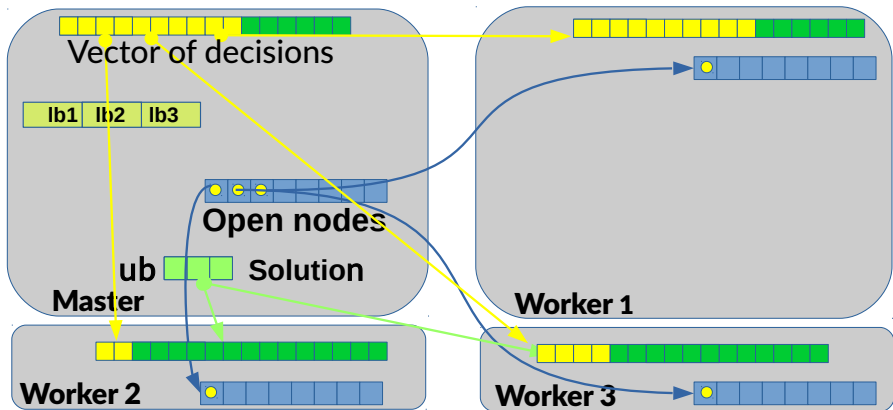 Vector of decisions
lb1 lb2 lb3
Open nodes
ub Solution
Master
Worker 1
Worker 2
Worker 3